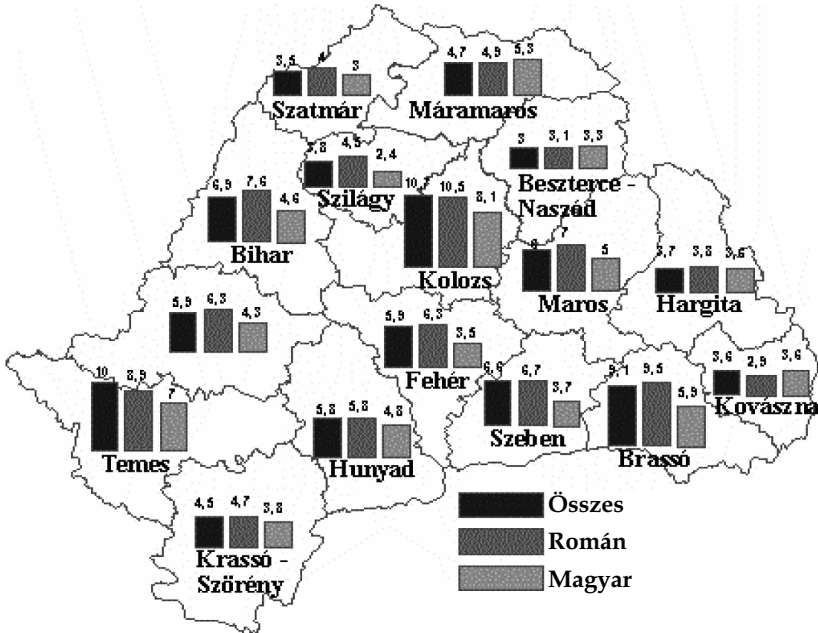 3,5 4 3
Szatmár
4,7 4,9 5,3
Máramaros
3,8 4,5 2,4
Szilágy
3 3,1 3,3
Beszterce -
Naszód
6,9 7,6 4,6
Bihar
10,5 8,1
Kolozs
7 5
Maros
3,7 3,8 3,6
Hargita
5,9 6,3 4,3
5,9 6,3 3,5
Fehér
10 8,9 7
Temes
5,8 5,8 4,8
Hunyad
6,6 6,7 3,7
Szeben
9,1 9,5 5,9
Brassó
3,6 2,9 3,6
Kovászna
4,5 4,7 3,8
Krassó -
Szörény
Összes
Román
Magyar